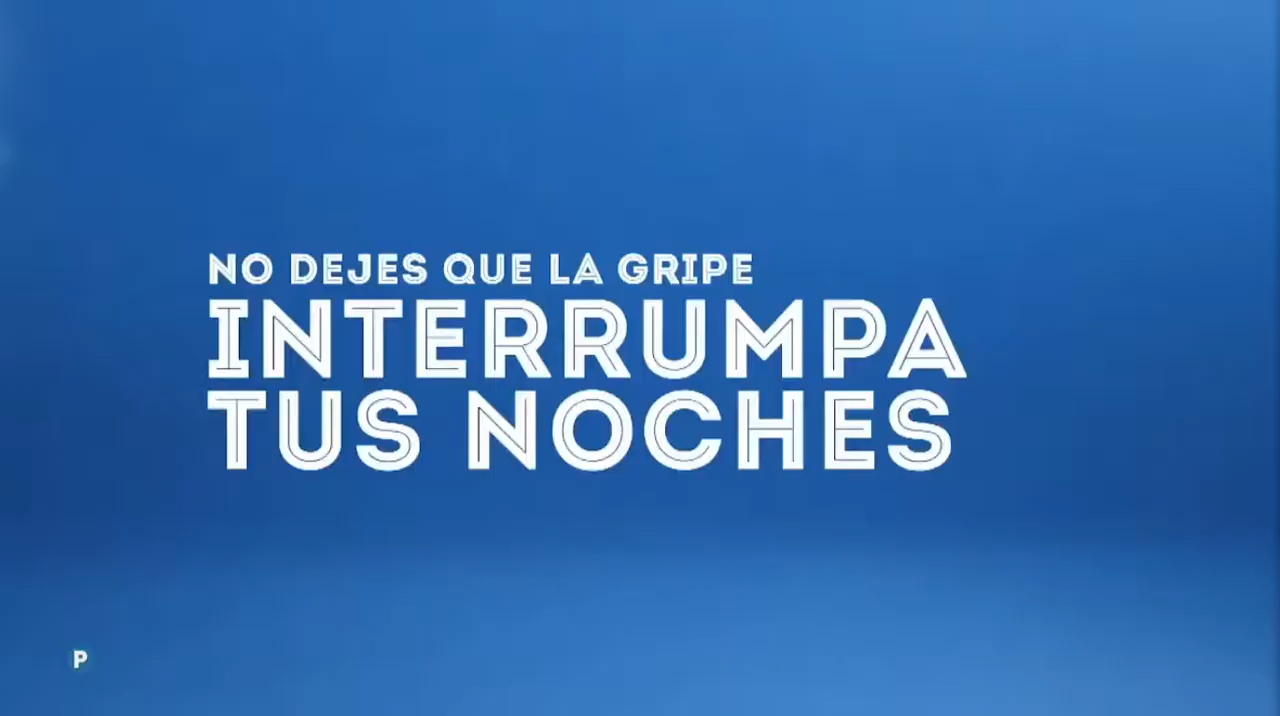 NO DEJES QUE LA GRIPE
INTERRUMPA
TUS NOCHES
P